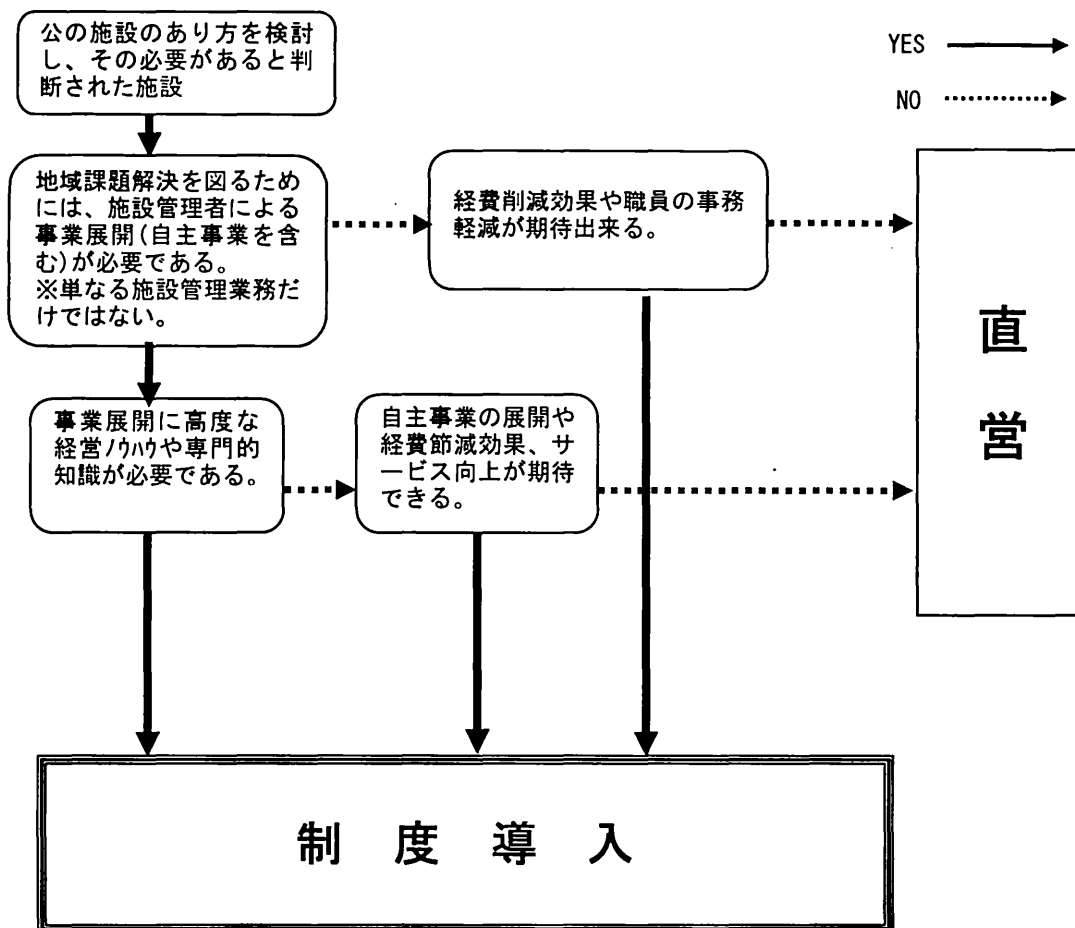 公の施設のあり方を検討
し、その必要があると判
断された施設
YES
NO
地域課題解決を図るため
には、施設管理者による
事業展開(自主事業を含
む)が必要である。
※単なる施設管理業務だ
けではない。
経費削減効果や職員の事務
軽減が期待出来る。
直
営
事業展開に高度な
経営ﾉｳﾊｳや専門的
知識が必要である。
自主事業の展開や
経費節減効果、サ
ービス向上が期待
できる。
制度導入